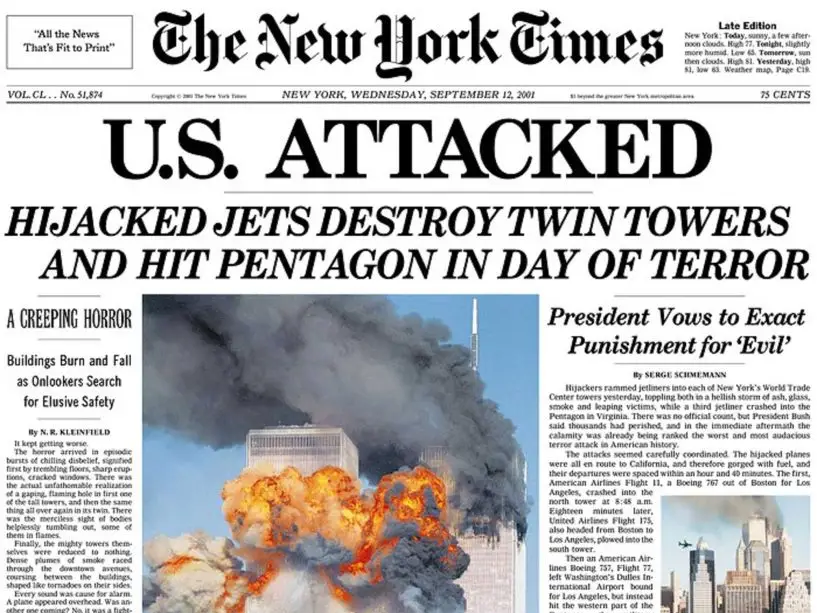 "All the News
That's Fit to Print"
The New York Times
Late Edition
New York: Today, sunny, a few after-
noon clouds. High 77. Tonight, slightly
more humid. Low 63. Tomorrow, sun
then clouds. High 81. Yesterday, high
81, low 63. Weather map, Page C19.
VOL. CL . . No. 51,874
Copyright © 2001 The New York Times
NEW YORK, WEDNESDAY, SEPTEMBER 12, 2001
$1 beyond the greater New York metropolitan area.
75 CENTS
U.S. ATTACKED
HIJACKED JETS DESTROY TWIN TOWERS
AND HIT PENTAGON IN DAY OF TERROR
A CREEPING HORROR
Buildings Burn and Fall
as Onlookers Search
for Elusive Safety
By N. R. KLEINFIELD
It kept getting worse.
The horror arrived in episodic
bursts of chilling disbelief, signified
first by trembling floors, sharp erup-
tions, cracked windows. There was
the actual unfathomable realization
of a gaping, flaming hole in first one
of the tall towers, and then the same
thing all over again in its twin. There
was the merciless sight of bodies
helplessly tumbling out, some of
them in flames.
Finally, the mighty towers them-
selves were reduced to nothing.
Dense plumes of smoke raced
through the downtown avenues,
coursing between the buildings,
shaped like tornadoes on their sides.
Every sound was cause for alarm.
A plane appeared overhead. Was an-
other one coming? No, it was a fight-
President Vows to Exact
Punishment for 'Evil'
By SERGE SCHMEMANN
Hijackers rammed jetliners into each of New York's World Trade
Center towers yesterday, toppling both in a hellish storm of ash, glass,
smoke and leaping victims, while a third jetliner crashed into the
Pentagon in Virginia. There was no official count, but President Bush
said thousands had perished, and in the immediate aftermath the
calamity was already being ranked the worst and most audacious
terror attack in American history.
The attacks seemed carefully coordinated. The hijacked planes
were all en route to California, and therefore gorged with fuel, and
their departures were spaced within an hour and 40 minutes. The first,
American Airlines Flight 11, a Boeing 767 out of Boston for Los
Angeles, crashed into the
north tower at 8:48 a.m.
Eighteen minutes later,
United Airlines Flight 175,
also headed from Boston to
Los Angeles, plowed into the
south tower.
Then an American Air-
lines Boeing 757, Flight 77,
left Washington's Dulles In-
ternational Airport bound
for Los Angeles, but instead
hit the western part of the